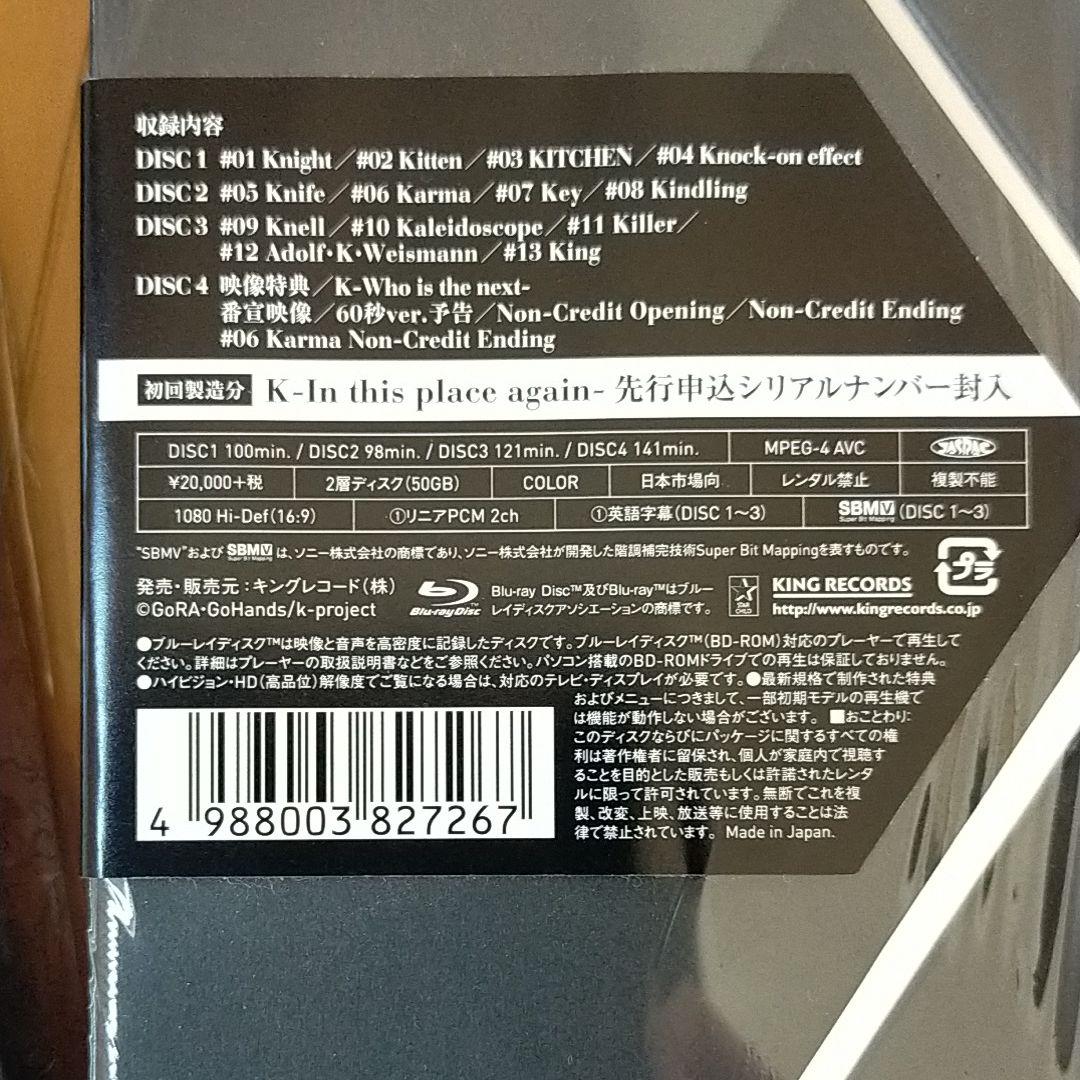 収録内容
DISC 1 #01 Knight/#02 Kitten/#03 KITCHEN/#04 Knock-on effect
DISC 2 #05 Knife/#06 Karma/#07 Key/#08 Kindling
DISC 3 #09 Knell/#10 Kaleidoscope/#11 Killer/
#12 Adolf・K・Weismann/#13 King
DISC 4 映像特典/K-Who is the next-
番宣映像/60秒ver.予告/Non-Credit Opening/Non-Credit Ending
#06 Karma Non-Credit Ending
初回製造分 K-In this place again- 先行申込シリアルナンバー封入
DISC1 100min. / DISC2 98min. / DISC3 121min. / DISC4 141min. MPEG-4 AVC JASRAC
¥20,000+税 2層ディスク(50GB) COLOR 日本市場向 レンタル禁止 複製不能
1080 Hi-Def(16:9) ①リニアPCM 2ch ①英語字幕(DISC 1〜3) SBMV Super Bit Mapping (DISC 1〜3)
"SBMV"および SBMV Super Bit Mapping は、ソニー株式会社の商標であり、ソニー株式会社が開発した階調補完技術Super Bit Mappingを表すものです。
プラ
発売・販売元:キングレコード(株)
©GoRA・GoHands/k-project
Blu-ray Disc™
Blu-ray Disc™及びBlu-ray™はブルー
レイディスクアソシエーションの商標です。
STAR CHILD
KING RECORDS
http://www.kingrecords.co.jp
●ブルーレイディスク™は映像と音声を高密度に記録したディスクです。ブルーレイディスク™(BD-ROM)対応のプレーヤーで再生して
ください。詳細はプレーヤーの取扱説明書などをご参照ください。パソコン搭載のBD-ROMドライブでの再生は保証しておりません。
●ハイビジョン・HD(高品位)解像度でご覧になる場合は、対応のテレビ・ディスプレイが必要です。●最新規格で制作された特典
およびメニューにつきまして、一部初期モデルの再生機で
は機能が動作しない場合がございます。 ■おことわり:
このディスクならびにパッケージに関するすべての権
利は著作権者に留保され、個人が家庭内で視聴す
ることを目的とした販売もしくは許諾されたレンタ
ルに限って許可されています。無断でこれを複
製、改変、上映、放送等に使用することは法
律で禁止されています。 Made in Japan.
4 988003 827267